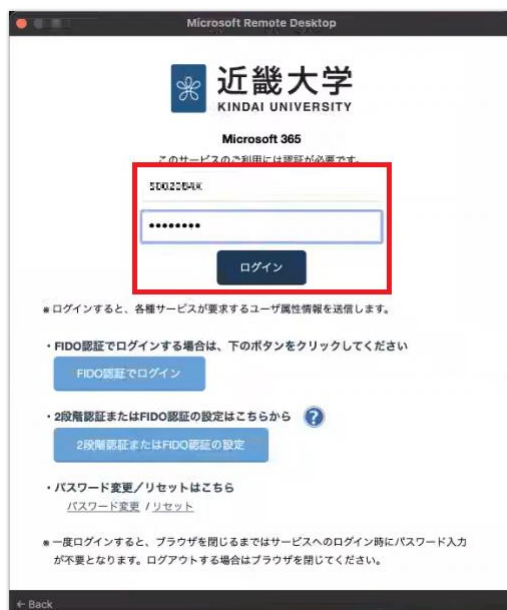 Microsoft Remote Desktop
近畿大学
KINDAI UNIVERSITY
Microsoft 365
このサービスのご利用には認証が必要です。
••••••••
ログイン
※ログインすると、各種サービスが要求するユーザ属性情報を送信します。
・FIDO認証でログインする場合は、下のボタンをクリックしてください
FIDO認証でログイン
・2段階認証またはFIDO認証の設定はこちらから ?
2段階認証またはFIDO認証の設定
・パスワード変更／リセットはこちら
パスワード変更 / リセット
※一度ログインすると、ブラウザを閉じるまではサービスへのログイン時にパスワード入力
が不要となります。ログアウトする場合はブラウザを閉じてください。
← Back